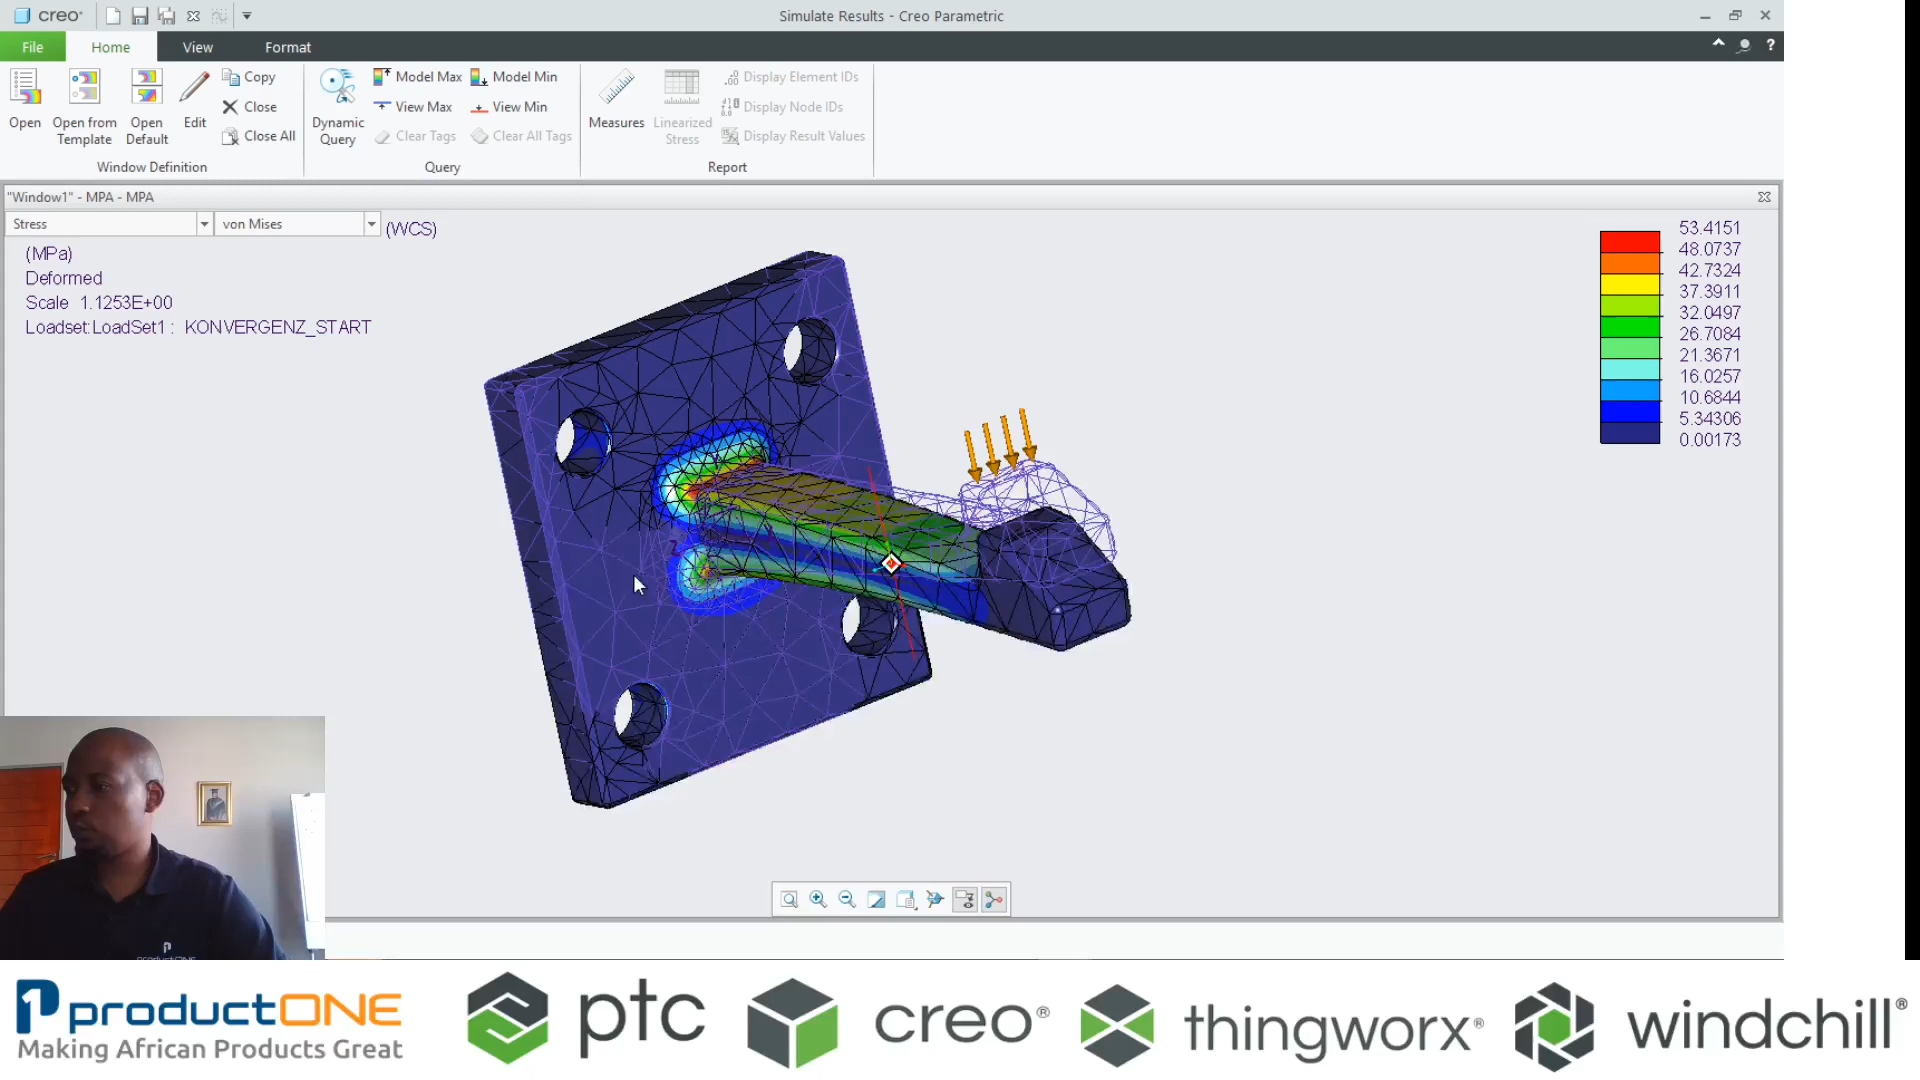 creo®
Simulate Results - Creo Parametric
File
Home
View
Format
?
Open
Open from
Template
Open
Default
Edit
Copy
Close
Close All
Window Definition
Dynamic
Query
Model Max
Model Min
View Max
View Min
Clear Tags
Clear All Tags
Query
Measures
Linearized
Stress
Display Element IDs
Display Node IDs
Display Result Values
Report
"Window1" - MPA - MPA
Stress
von Mises
(WCS)
(MPa)
Deformed
Scale 1.1253E+00
Loadset:LoadSet1 : KONVERGENZ_START
53.4151
48.0737
42.7324
37.3911
32.0497
26.7084
21.3671
16.0257
10.6844
5.34306
0.00173
productONE
productONE
Making African Products Great
ptc
creo®
thingworx®
windchill®